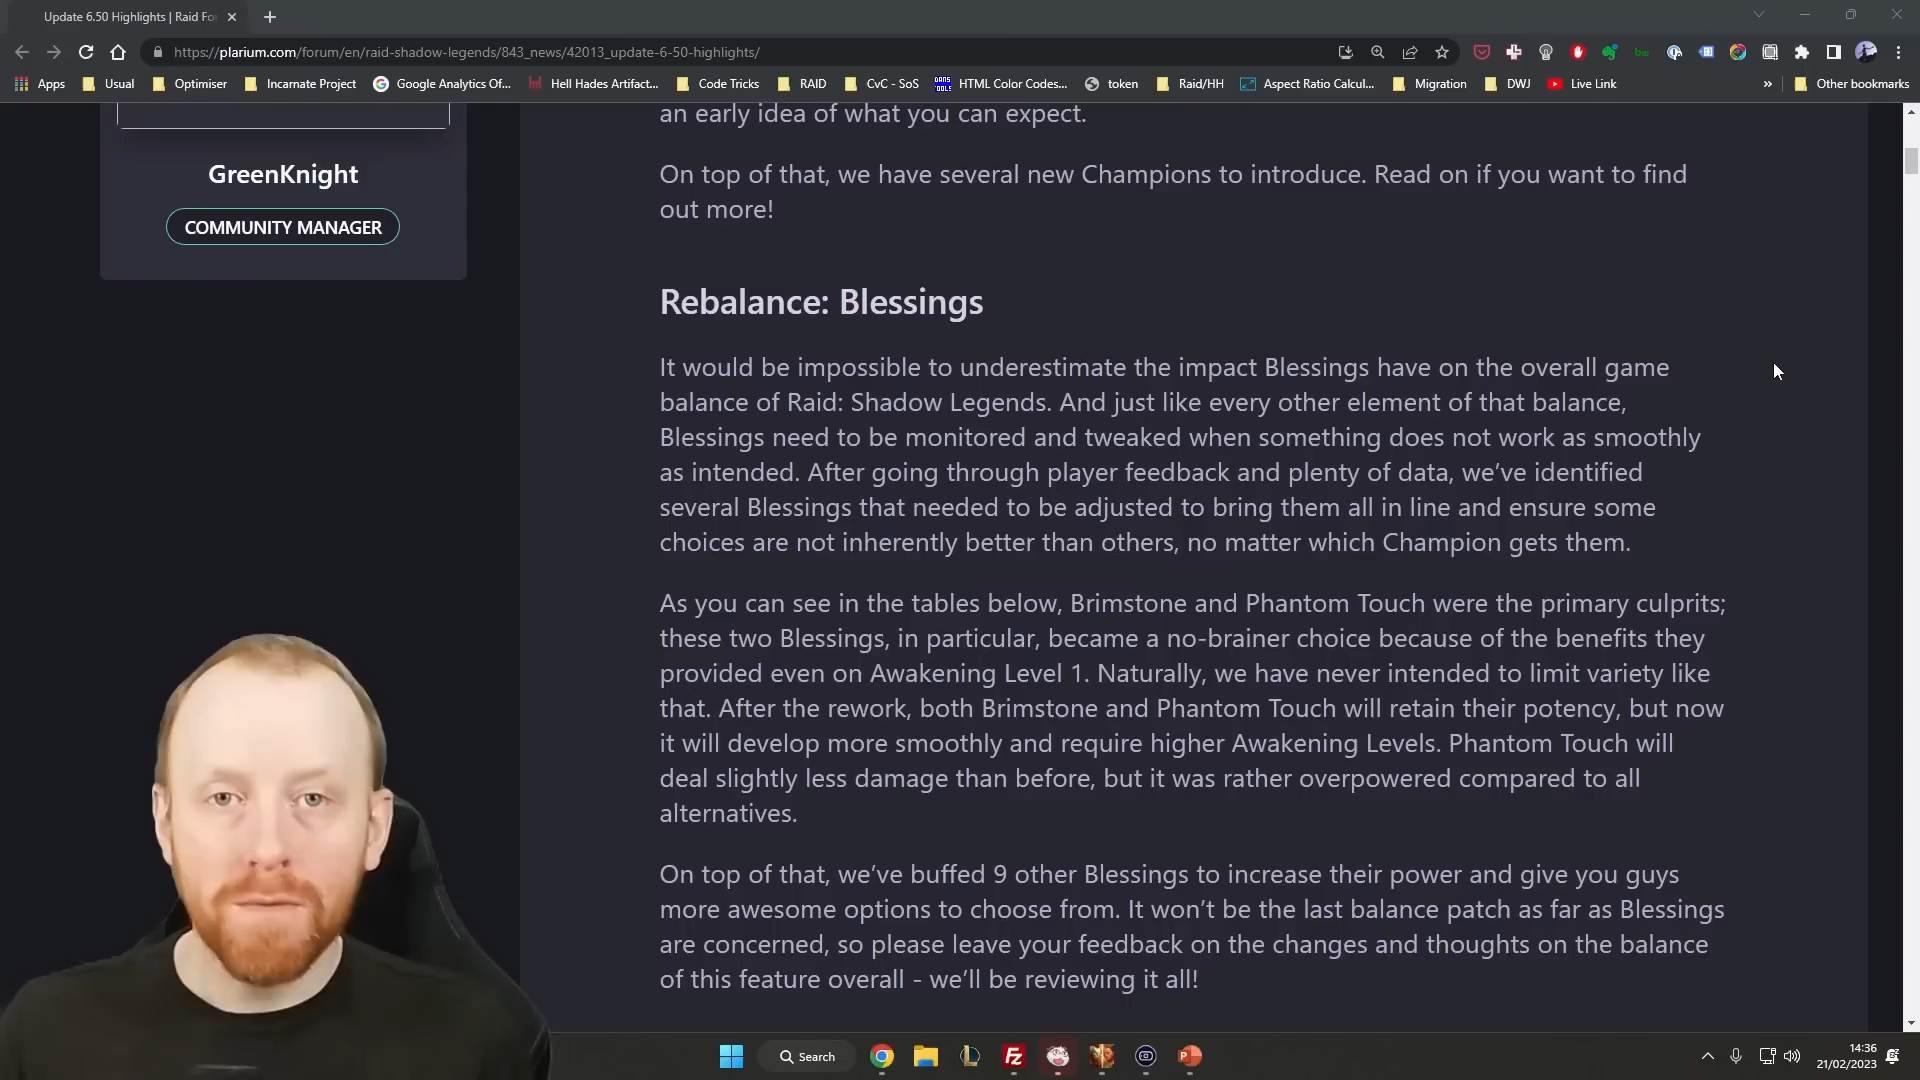 Update 6.50 Highlights | Raid Fo
https://plarium.com/forum/en/raid-shadow-legends/843_news/42013_update-6-50-highlights/
Apps Usual Optimiser Incarnate Project Google Analytics Of... Hell Hades Artifact... Code Tricks RAID CvC - SoS HTML Color Codes... token Raid/HH Aspect Ratio Calcul... Migration DWJ Live Link » Other bookmarks
an early idea of what you can expect.
GreenKnight
COMMUNITY MANAGER
On top of that, we have several new Champions to introduce. Read on if you want to find
out more!
Rebalance: Blessings
It would be impossible to underestimate the impact Blessings have on the overall game
balance of Raid: Shadow Legends. And just like every other element of that balance,
Blessings need to be monitored and tweaked when something does not work as smoothly
as intended. After going through player feedback and plenty of data, we’ve identified
several Blessings that needed to be adjusted to bring them all in line and ensure some
choices are not inherently better than others, no matter which Champion gets them.
As you can see in the tables below, Brimstone and Phantom Touch were the primary culprits;
these two Blessings, in particular, became a no-brainer choice because of the benefits they
provided even on Awakening Level 1. Naturally, we have never intended to limit variety like
that. After the rework, both Brimstone and Phantom Touch will retain their potency, but now
it will develop more smoothly and require higher Awakening Levels. Phantom Touch will
deal slightly less damage than before, but it was rather overpowered compared to all
alternatives.
On top of that, we’ve buffed 9 other Blessings to increase their power and give you guys
more awesome options to choose from. It won’t be the last balance patch as far as Blessings
are concerned, so please leave your feedback on the changes and thoughts on the balance
of this feature overall - we’ll be reviewing it all!
Search
14:36
21/02/2023